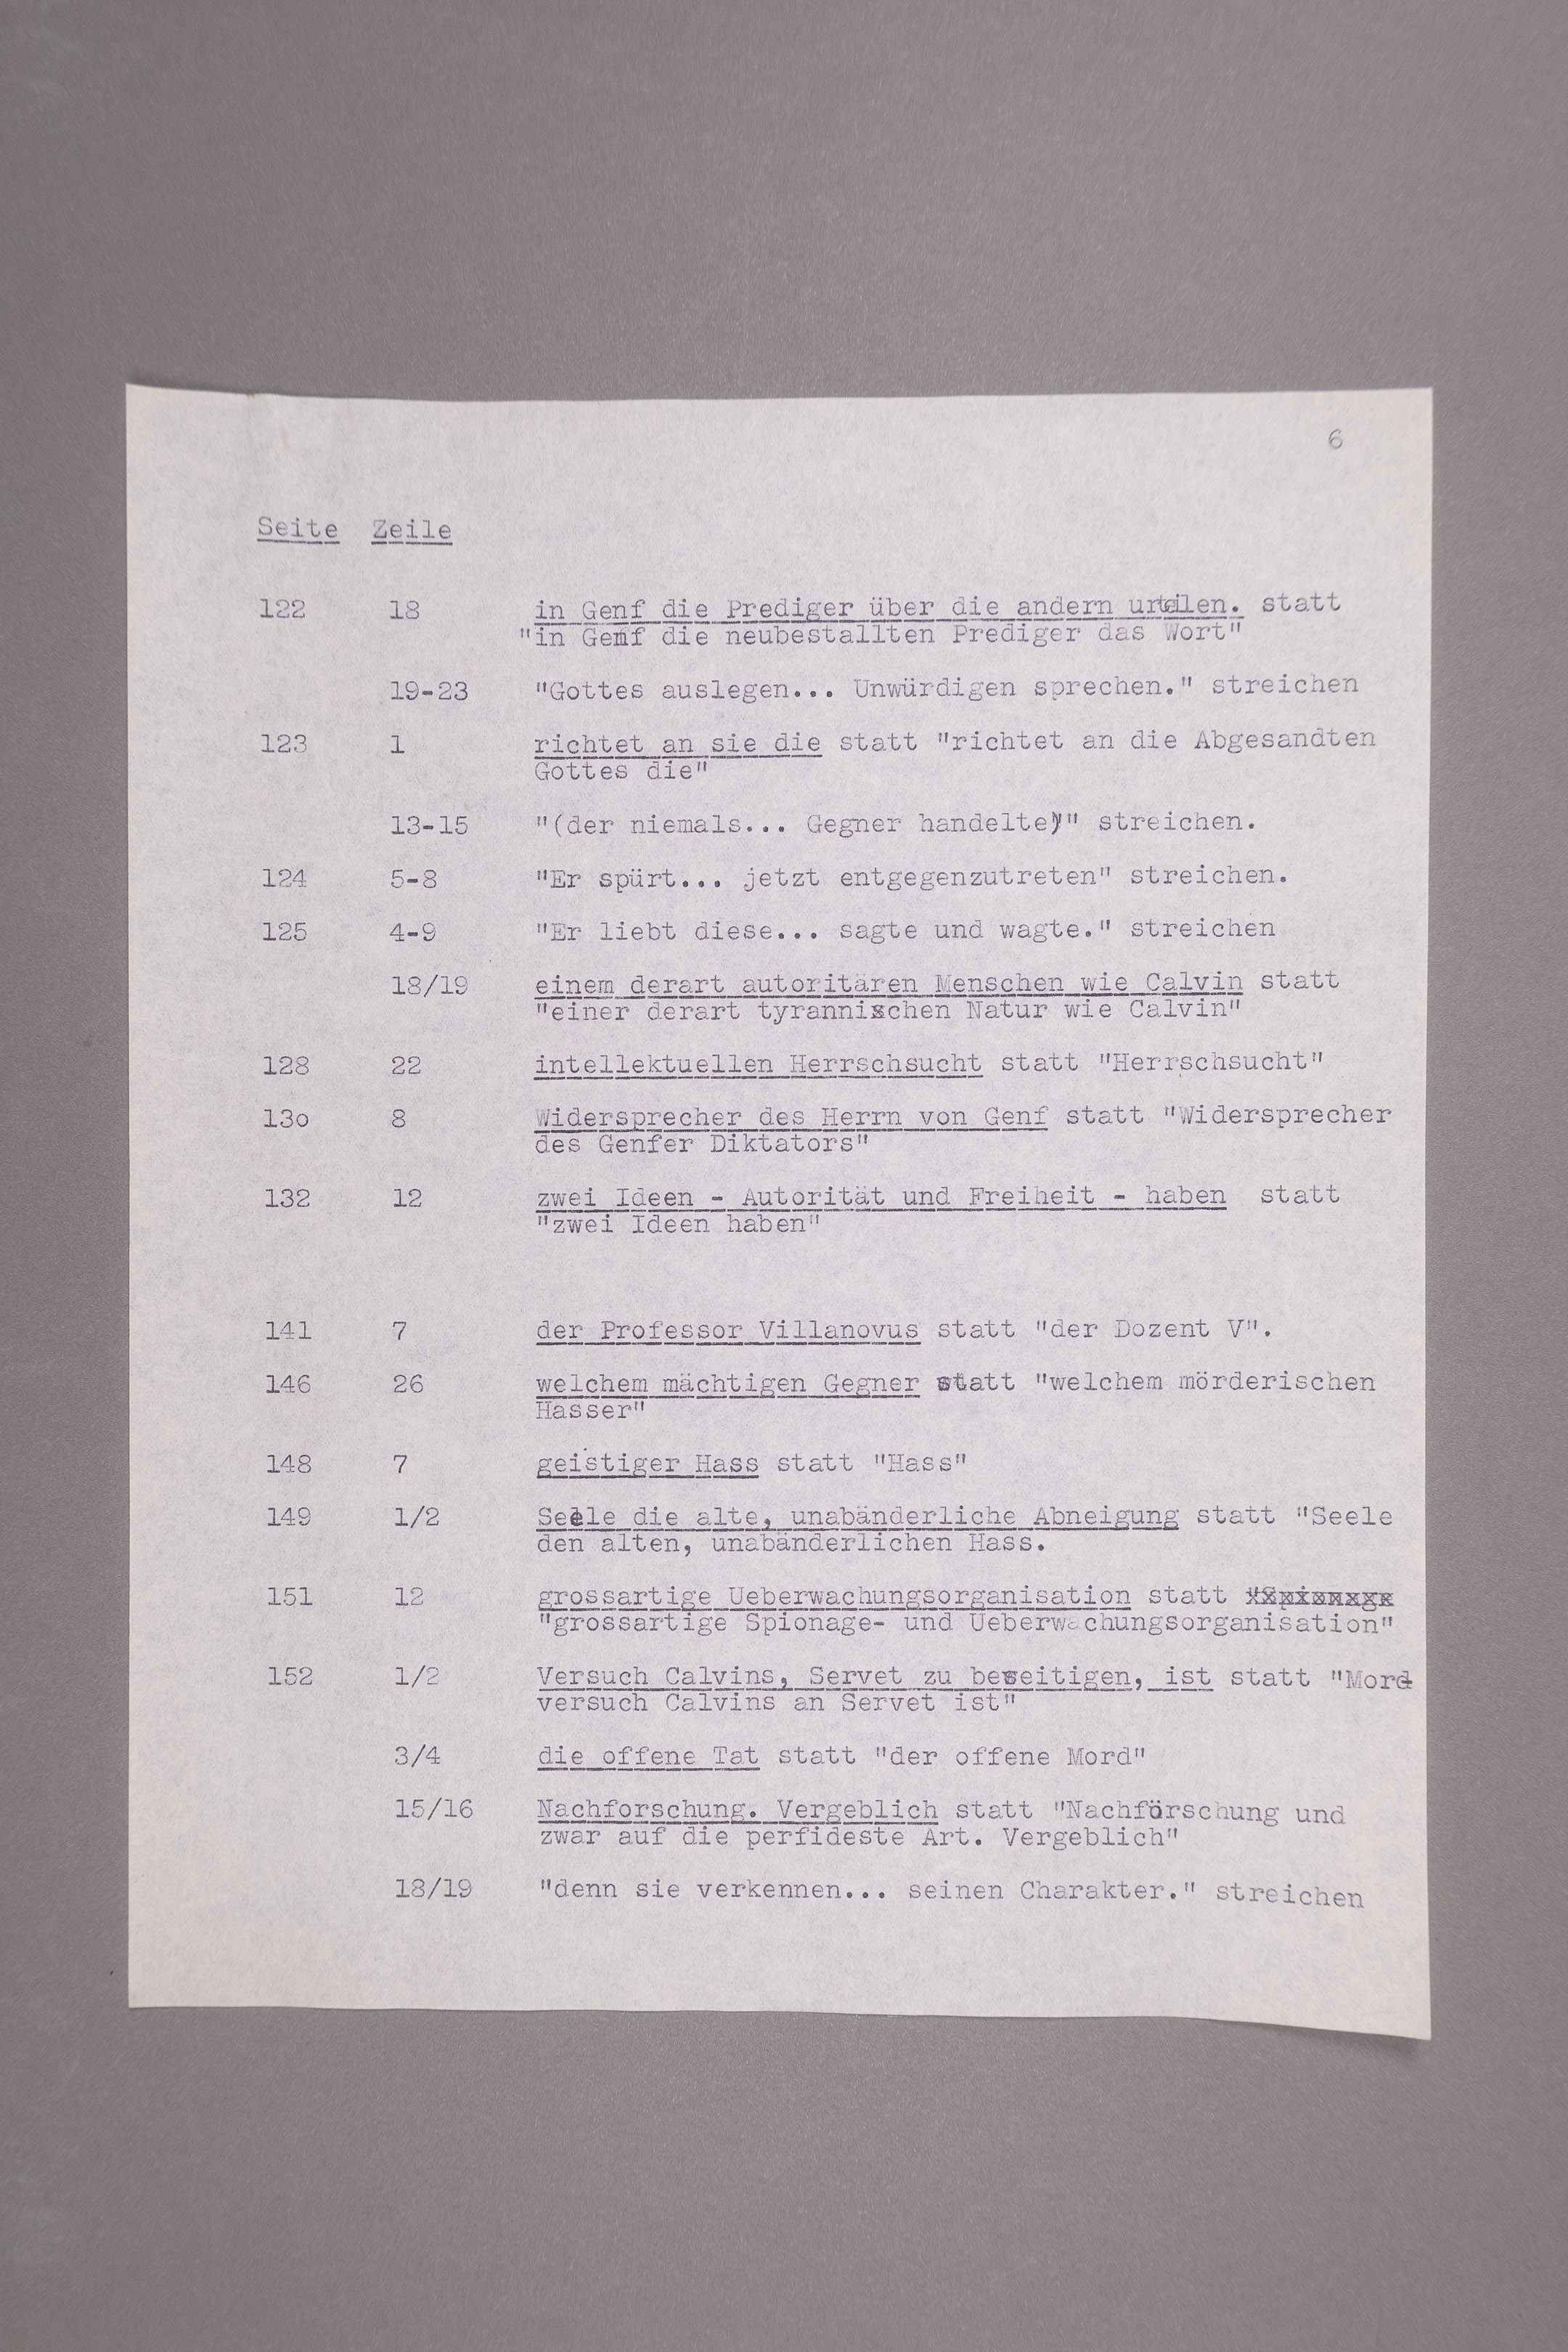 6
Seite Zeile
122 18 in Genf die Prediger über die andern urteilen. statt
"in Genf die neubestallten Prediger das Wort"
19-23 "Gottes auslegen... Unwürdigen sprechen." streichen
123 1 richtet an sie die statt "richtet an die Abgesandten
Gottes die"
13-15 "(der niemals... Gegner handelte)" streichen.
124 5-8 "Er spürt... jetzt entgegenzutreten" streichen.
125 4-9 "Er liebt diese... sagte und wagte." streichen
18/19 einem derart autoritären Menschen wie Calvin statt
"einer derart tyrannischen Natur wie Calvin"
128 22 intellektuellen Herrschsucht statt "Herrschsucht"
13o 8 Widersprecher des Herrn von Genf statt "Widersprecher
des Genfer Diktators"
132 12 zwei Ideen - Autorität und Freiheit - haben statt
"zwei Ideen haben"
141 7 der Professor Villanovus statt "der Dozent V".
146 26 welchem mächtigen Gegner statt "welchem mörderischen
Hasser"
148 7 geistiger Hass statt "Hass"
149 1/2 Seele die alte, unabänderliche Abneigung statt "Seele
den alten, unabänderlichen Hass.
151 12 grossartige Ueberwachungsorganisation statt "Spionage
"grossartige Spionage- und Ueberwachungsorganisation"
152 1/2 Versuch Calvins, Servet zu beseitigen, ist statt "Mord-
versuch Calvins an Servet ist"
3/4 die offene Tat statt "der offene Mord"
15/16 Nachforschung. Vergeblich statt "Nachforschung und
zwar auf die perfideste Art. Vergeblich"
18/19 "denn sie verkennen... seinen Charakter." streichen